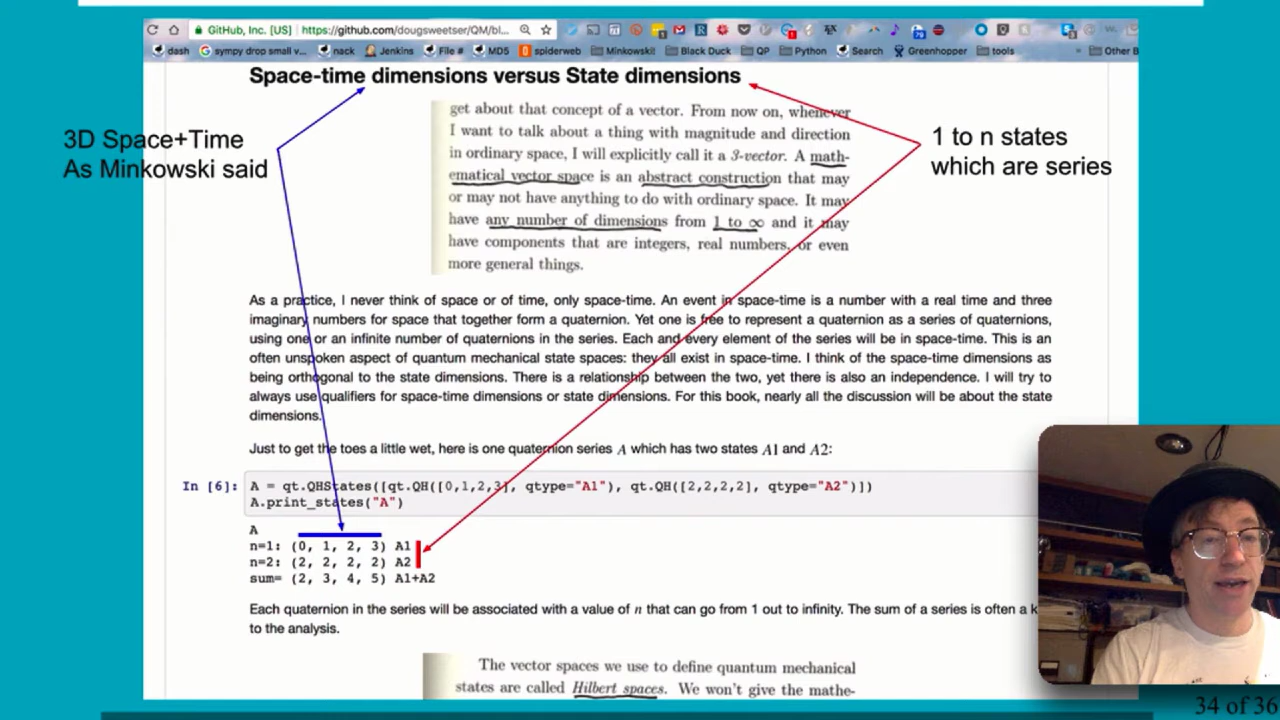 GitHub, Inc. [US] https://github.com/dougsweetser/QM/bl...
dash sympy drop small v... nack Jenkins File # MD5 spiderweb Minkowski! Black Duck QP Python Search Greenhopper tools » Other B
Space-time dimensions versus State dimensions
3D Space+Time
As Minkowski said
1 to n states
which are series
get about that concept of a vector. From now on, whenever
I want to talk about a thing with magnitude and direction
in ordinary space, I will explicitly call it a 3-vector. A math-
ematical vector space is an abstract construction that may
or may not have anything to do with ordinary space. It may
have any number of dimensions from 1 to ∞ and it may
have components that are integers, real numbers, or even
more general things.
As a practice, I never think of space or of time, only space-time. An event in space-time is a number with a real time and three
imaginary numbers for space that together form a quaternion. Yet one is free to represent a quaternion as a series of quaternions,
using one or an infinite number of quaternions in the series. Each and every element of the series will be in space-time. This is an
often unspoken aspect of quantum mechanical state spaces: they all exist in space-time. I think of the space-time dimensions as
being orthogonal to the state dimensions. There is a relationship between the two, yet there is also an independence. I will try to
always use qualifiers for space-time dimensions or state dimensions. For this book, nearly all the discussion will be about the state
dimensions.
Just to get the toes a little wet, here is one quaternion series A which has two states A1 and A2:
In [6]: A = qt.QHStates([qt.QH([0,1,2,3], qtype="A1"), qt.QH([2,2,2,2], qtype="A2")])
A.print_states("A")
A
n=1: (0, 1, 2, 3) A1
n=2: (2, 2, 2, 2) A2
sum= (2, 3, 4, 5) A1+A2
Each quaternion in the series will be associated with a value of n that can go from 1 out to infinity. The sum of a series is often a k
to the analysis.
The vector spaces we use to define quantum mechanical
states are called Hilbert spaces. We won't give the mathe-
34 of 36